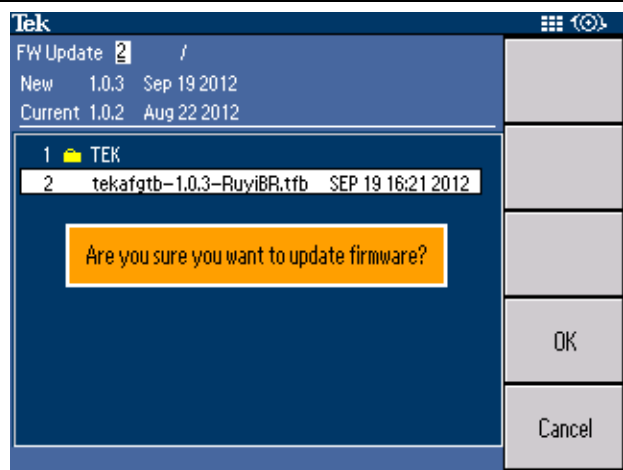 Tek
FW Update 2 /
New 1.0.3 Sep 19 2012
Current 1.0.2 Aug 22 2012
1 TEK
2 tekafgtb-1.0.3-RuyiBR.tfb SEP 19 16:21 2012
Are you sure you want to update firmware?
OK
Cancel